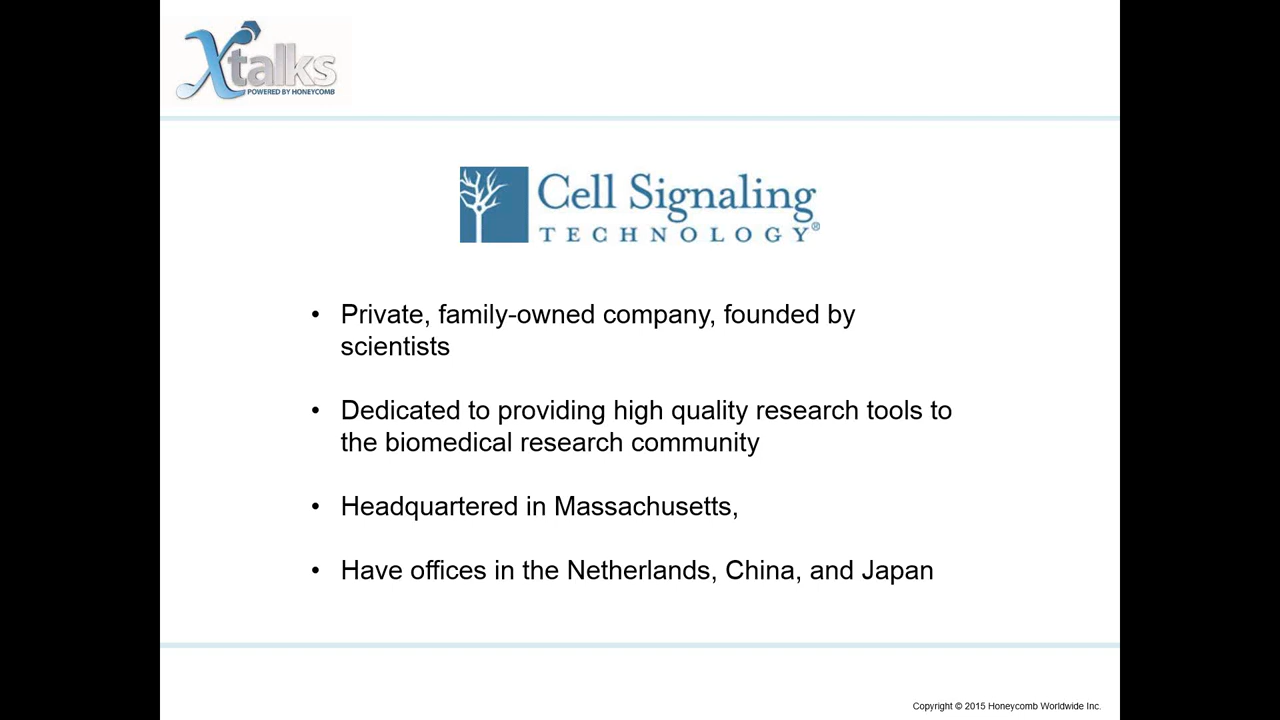 Xtalks
POWERED BY HONEYCOMB
Cell Signaling
TECHNOLOGY®
• Private, family-owned company, founded by
scientists
• Dedicated to providing high quality research tools to
the biomedical research community
• Headquartered in Massachusetts,
• Have offices in the Netherlands, China, and Japan
Copyright © 2015 Honeycomb Worldwide Inc.